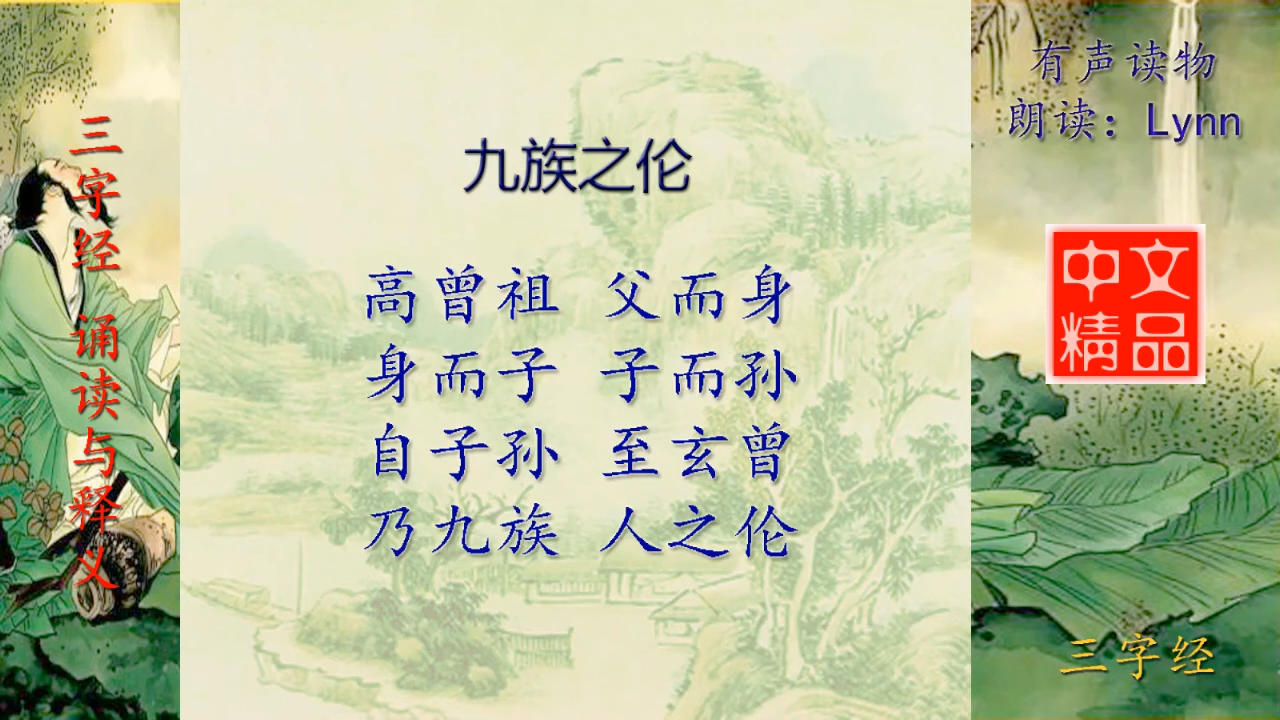 三字经 诵读与释义
九族之伦
高曾祖 父而身
身而子 子而孙
自子孙 至玄曾
乃九族 人之伦
有声读物
朗读：Lynn
中文
精品
三字经